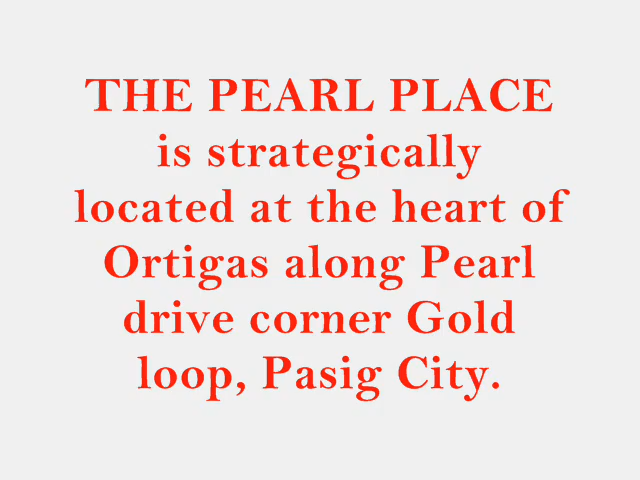 THE PEARL PLACE
is strategically
located at the heart of
Ortigas along Pearl
drive corner Gold
loop, Pasig City.